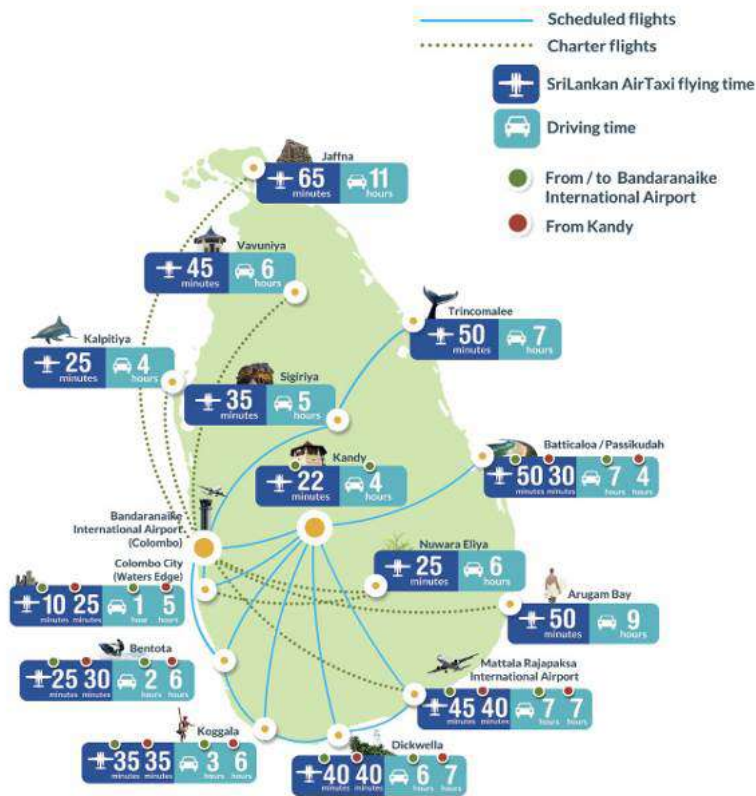 Scheduled flights
Charter flights
SriLankan AirTaxi flying time
Driving time
From / to Bandaranaike
International Airport
From Kandy
Jaffna
65 11
minutes hours
Vavuniya
45 6
minutes hours
Trincomalee
50 7
minutes hours
Kalpitiya
25 4
minutes hours
Sigiriya
35 5
minutes hours
Batticaloa / Passikudah
50 30 7 4
minutes minutes hours hours
Kandy
22 4
minutes hours
Bandaranaike
International Airport
(Colombo)
Colombo City
(Waters Edge)
10 25 1 5
minutes minutes hour hours
Nuwara Eliya
25 6
minutes hours
Arugam Bay
50 9
minutes hours
Bentota
25 30 2 6
minutes minutes hours hours
Mattala Rajapaksa
International Airport
45 40 7 7
minutes minutes hours hours
Koggala
35 35 3 6
minutes minutes hours hours
Dickwella
40 40 6 7
minutes minutes hours hours